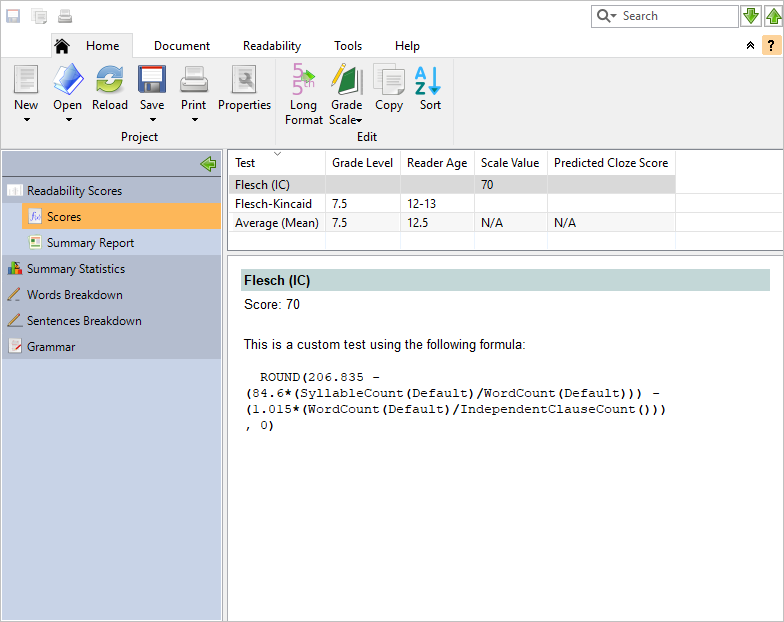 Search
Home Document Readability Tools Help
?
New Open Reload Save Print Properties Long Format Grade Scale Copy Sort
Project Edit
Test Grade Level Reader Age Scale Value Predicted Cloze Score
Flesch (IC) 70
Flesch-Kincaid 7.5 12-13
Average (Mean) 7.5 12.5 N/A N/A
Readability Scores
Scores
Summary Report
Summary Statistics
Words Breakdown
Sentences Breakdown
Grammar
Flesch (IC)
Score: 70
This is a custom test using the following formula:
ROUND(206.835 -
(84.6*(SyllableCount(Default)/WordCount(Default))) -
(1.015*(WordCount(Default)/IndependentClauseCount()))
, 0)